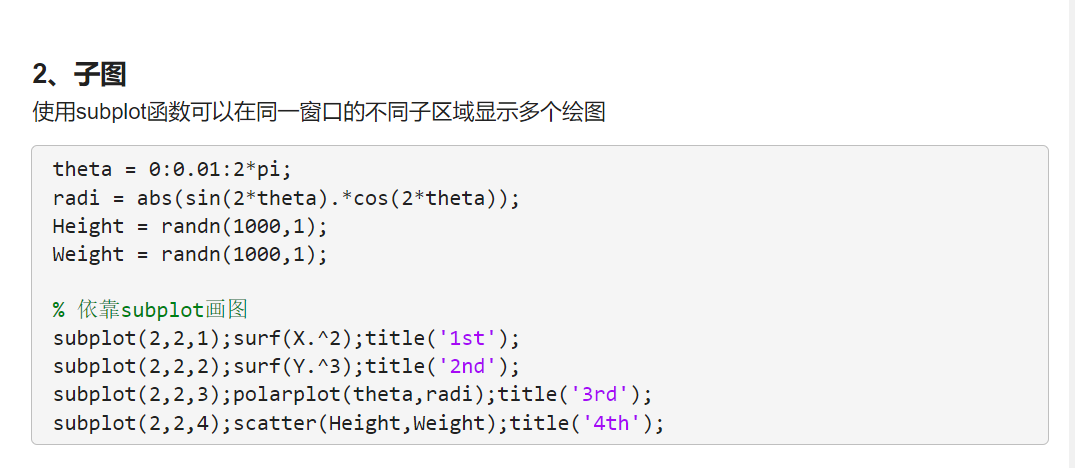 2、子图
使用subplot函数可以在同一窗口的不同子区域显示多个绘图
theta = 0:0.01:2*pi;
radi = abs(sin(2*theta).*cos(2*theta));
Height = randn(1000,1);
Weight = randn(1000,1);
% 依靠subplot画图
subplot(2,2,1);surf(X.^2);title('1st');
subplot(2,2,2);surf(Y.^3);title('2nd');
subplot(2,2,3);polarplot(theta,radi);title('3rd');
subplot(2,2,4);scatter(Height,Weight);title('4th');